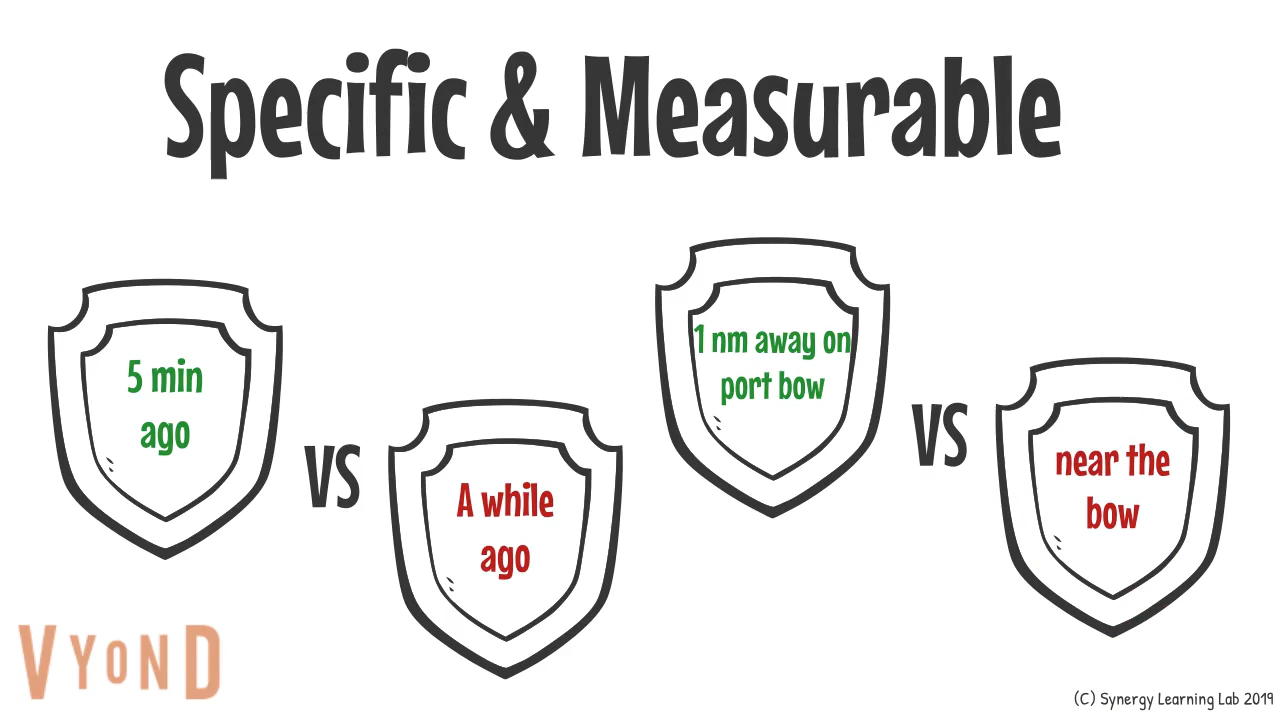 Specific & Measurable
5 min
ago
VS
A while
ago
1 nm away on
port bow
VS
near the
bow
VYOND
(C) Synergy Learning Lab 2019